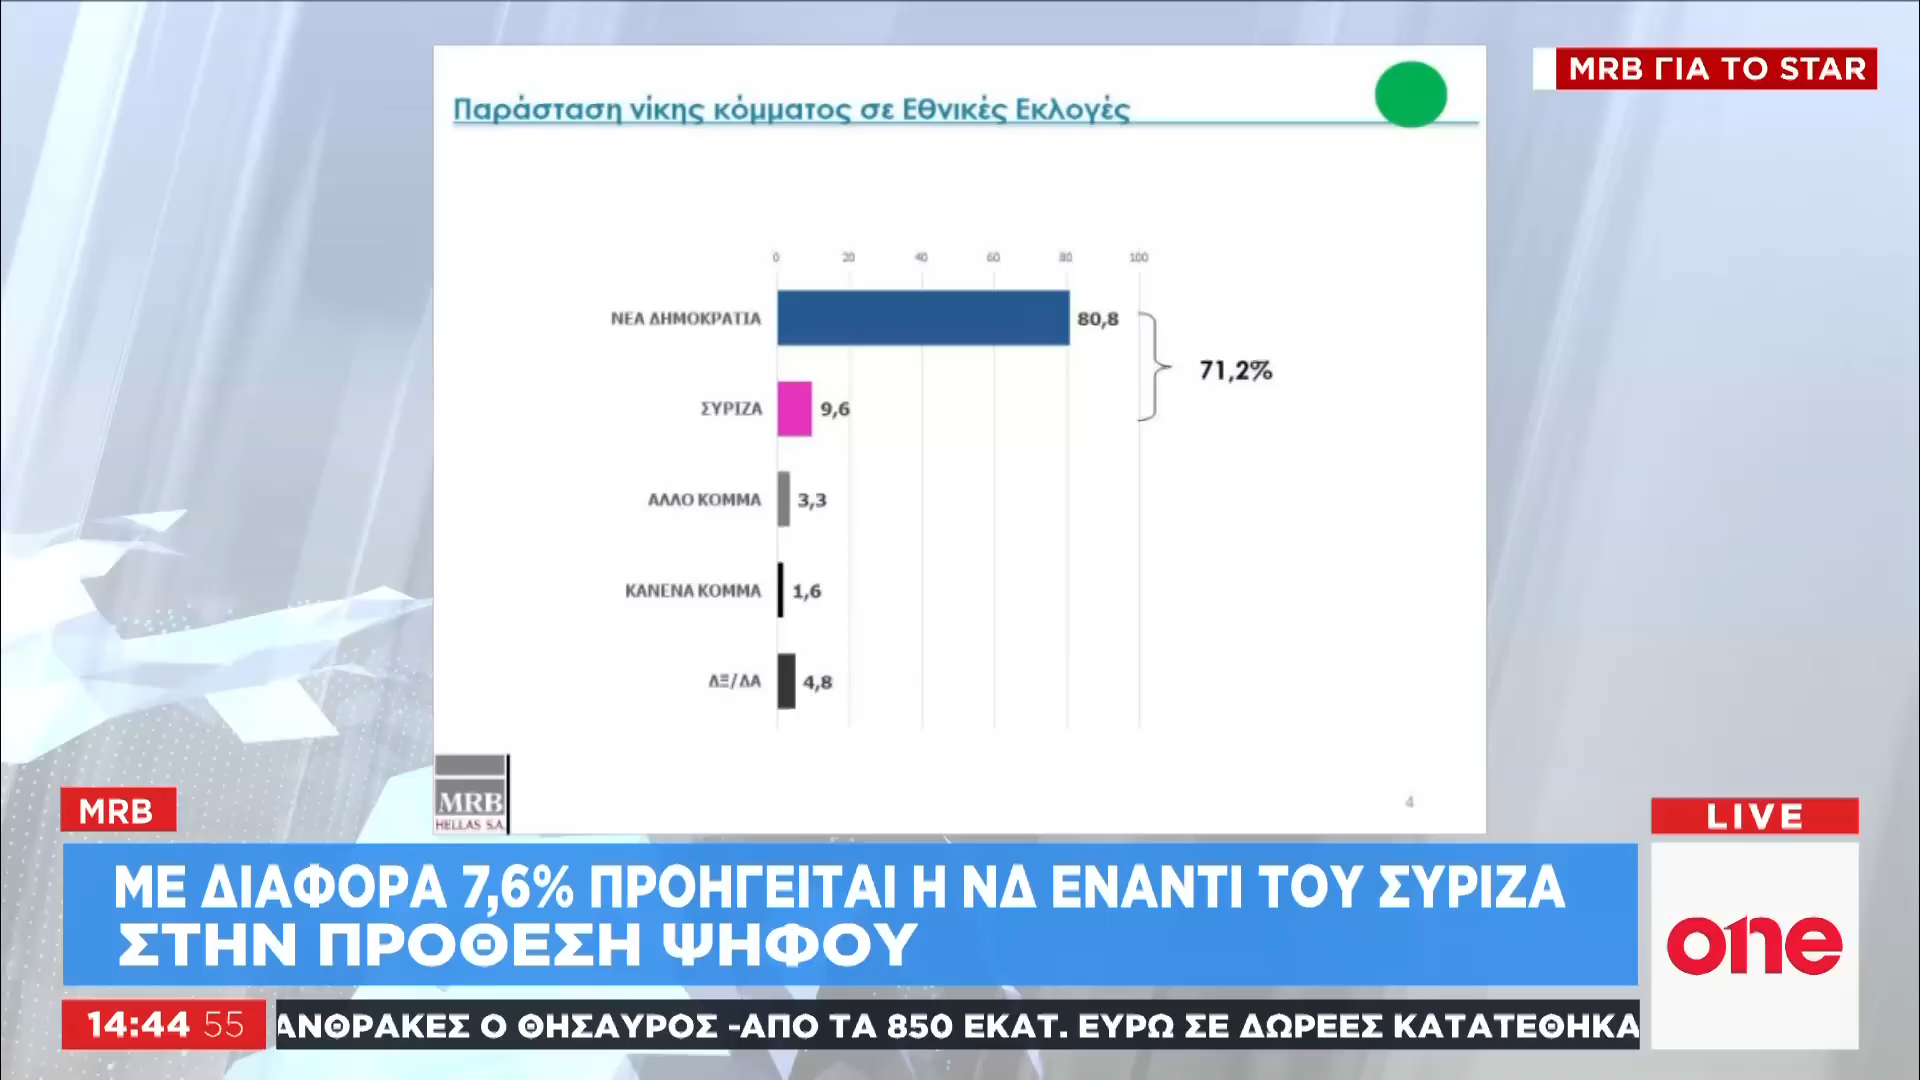 MRB ΓΙΑ ΤΟ STAR
Παράσταση νίκης κόμματος σε Εθνικές Εκλογές
0 20 40 60 80 100
ΝΕΑ ΔΗΜΟΚΡΑΤΙΑ 80,8
71,2%
ΣΥΡΙΖΑ 9,6
ΑΛΛΟ ΚΟΜΜΑ 3,3
ΚΑΝΕΝΑ ΚΟΜΜΑ 1,6
ΔΞ/ΔΑ 4,8
MRB
HELLAS S.A.
4
MRB
LIVE
ΜΕ ΔΙΑΦΟΡΑ 7,6% ΠΡΟΗΓΕΙΤΑΙ Η ΝΔ ΕΝΑΝΤΙ ΤΟΥ ΣΥΡΙΖΑ
ΣΤΗΝ ΠΡΟΘΕΣΗ ΨΗΦΟΥ
one
14:44 55
ΑΝΘΡΑΚΕΣ Ο ΘΗΣΑΥΡΟΣ -ΑΠΟ ΤΑ 850 ΕΚΑΤ. ΕΥΡΩ ΣΕ ΔΩΡΕΕΣ ΚΑΤΑΤΕΘΗΚΑ